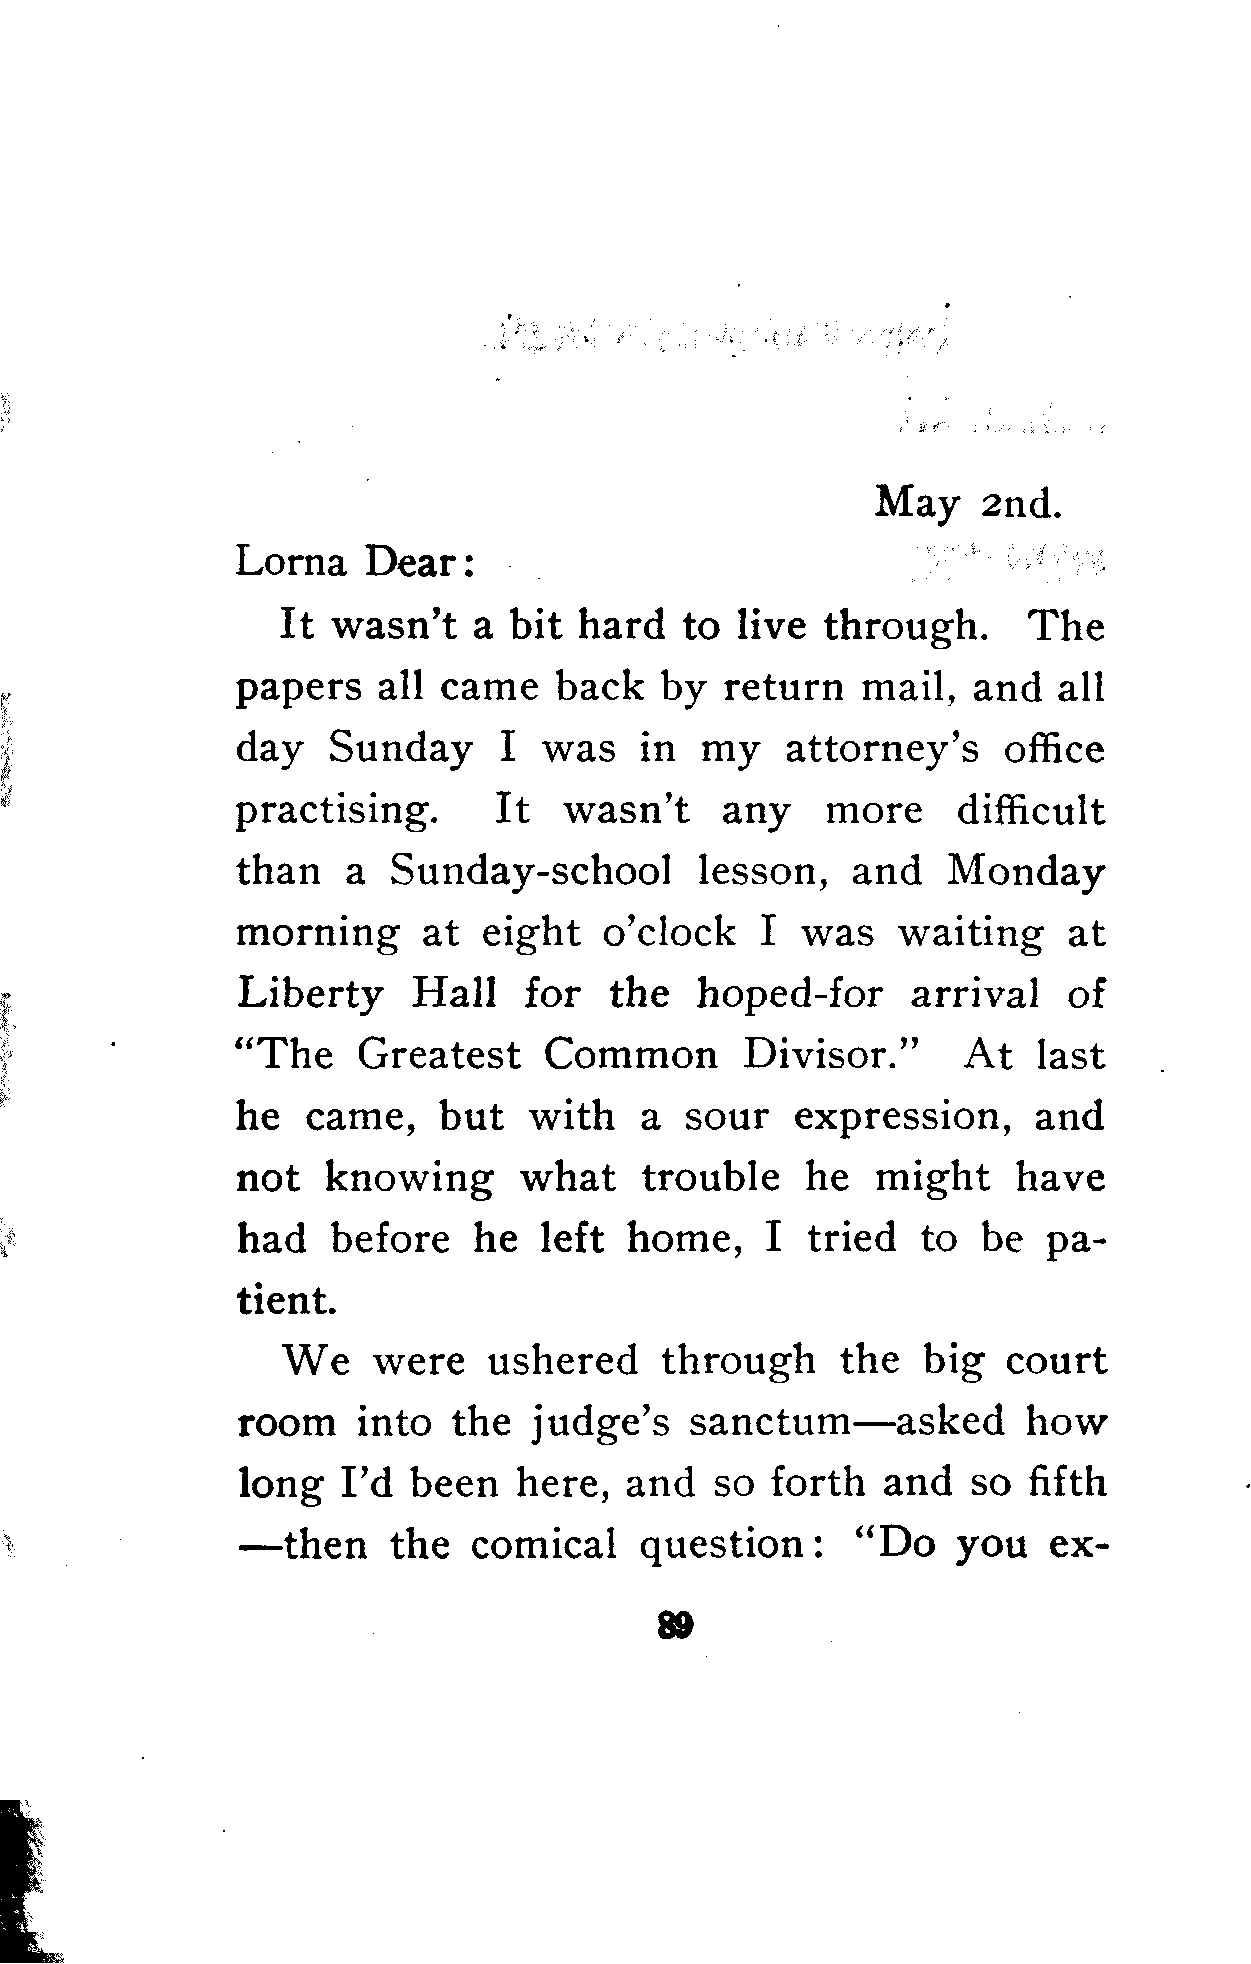 May 2nd.
Lorna Dear:
It wasn't a bit hard to live through. The
papers all came back by return mail, and all
day Sunday I was in my attorney's office
practising. It wasn't any more difficult
than a Sunday-school lesson, and Monday
morning at eight o'clock I was waiting at
Liberty Hall for the hoped-for arrival of
“The Greatest Common Divisor.” At last
he came, but with a sour expression, and
not knowing what trouble he might have
had before he left home, I tried to be pa-
tient.
We were ushered through the big court
room into the judge's sanctum—asked how
long I'd been here, and so forth and so fifth
—then the comical question: “Do you ex-
89